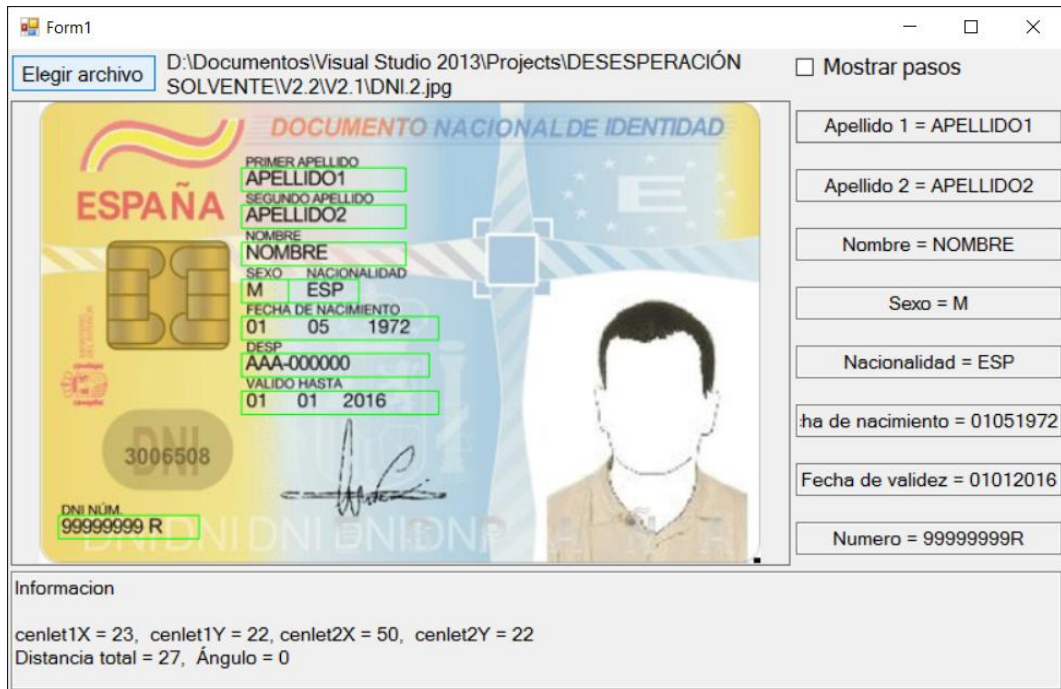 Form1
Elegir archivo
D:\Documentos\Visual Studio 2013\Projects\DESESPERACIÓN
SOLVENTE\V2.2\V2.1\DNI.2.jpg
Mostrar pasos
DOCUMENTO NACIONAL DE IDENTIDAD
ESPAÑA
PRIMER APELLIDO
APELLIDO1
SEGUNDO APELLIDO
APELLIDO2
NOMBRE
NOMBRE
SEXO NACIONALIDAD
M ESP
FECHA DE NACIMIENTO
01 05 1972
DESP
AAA-000000
VALIDO HASTA
01 01 2016
E
DNI
3006508
DNI NÚM.
99999999 R
Apellido 1 = APELLIDO1
Apellido 2 = APELLIDO2
Nombre = NOMBRE
Sexo = M
Nacionalidad = ESP
ha de nacimiento = 01051972
Fecha de validez = 01012016
Numero = 99999999R
Informacion
cenlet1X = 23, cenlet1Y = 22, cenlet2X = 50, cenlet2Y = 22
Distancia total = 27, Ángulo = 0